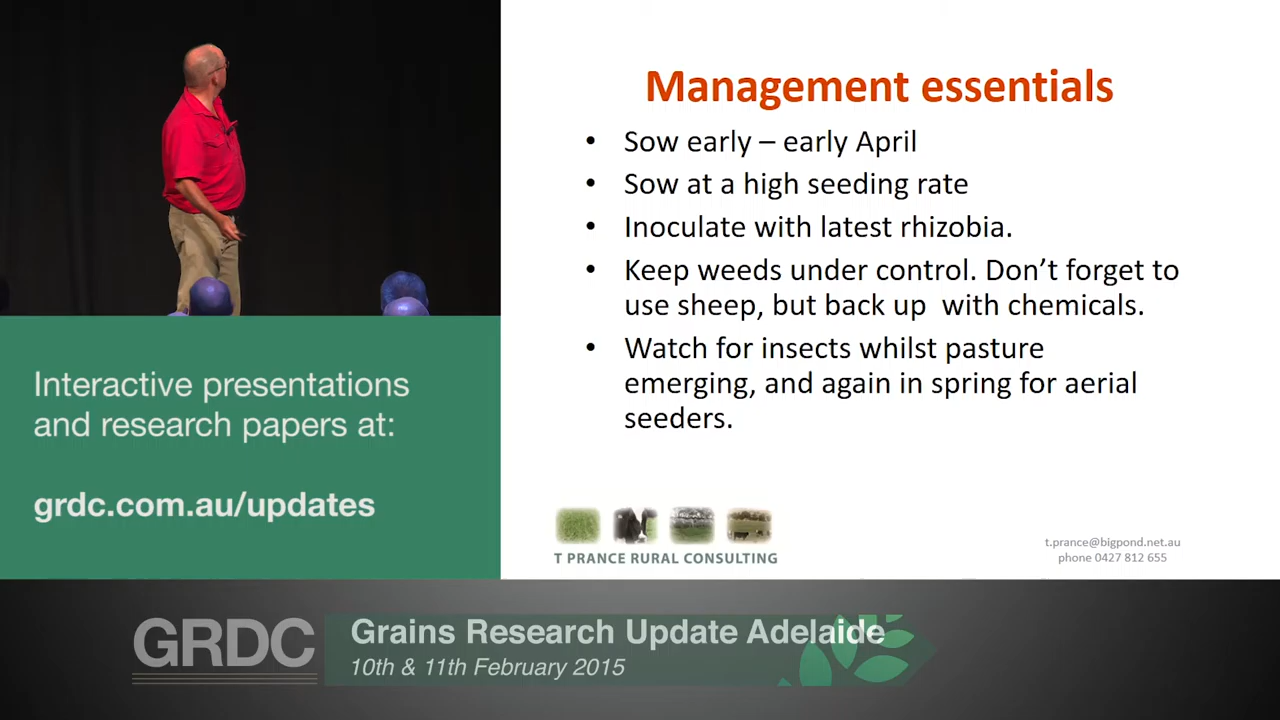 Management essentials
• Sow early – early April
• Sow at a high seeding rate
• Inoculate with latest rhizobia.
• Keep weeds under control. Don't forget to
use sheep, but back up  with chemicals.
• Watch for insects whilst pasture
emerging, and again in spring for aerial
seeders.
T PRANCE RURAL CONSULTING
t.prance@bigpond.net.au
phone 0427 812 655
Interactive presentations
and research papers at:
grdc.com.au/updates
GRDC
Grains Research Update Adelaide
10th & 11th February 2015